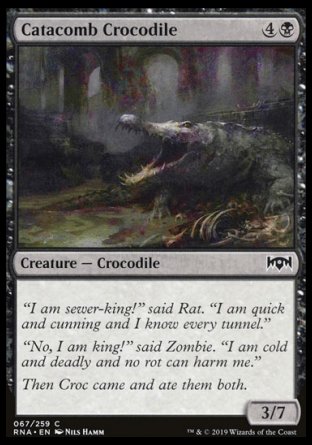 Catacomb Crocodile 4
Creature — Crocodile
“I am sewer-king!” said Rat. “I am quick
and cunning and I know every tunnel.”
“No, I am king!” said Zombie. “I am cold
and deadly and no rot can harm me.”
Then Croc came and ate them both.
3/7
067/259 C
RNA • EN Nils Hamm
™ & © 2019 Wizards of the Coast